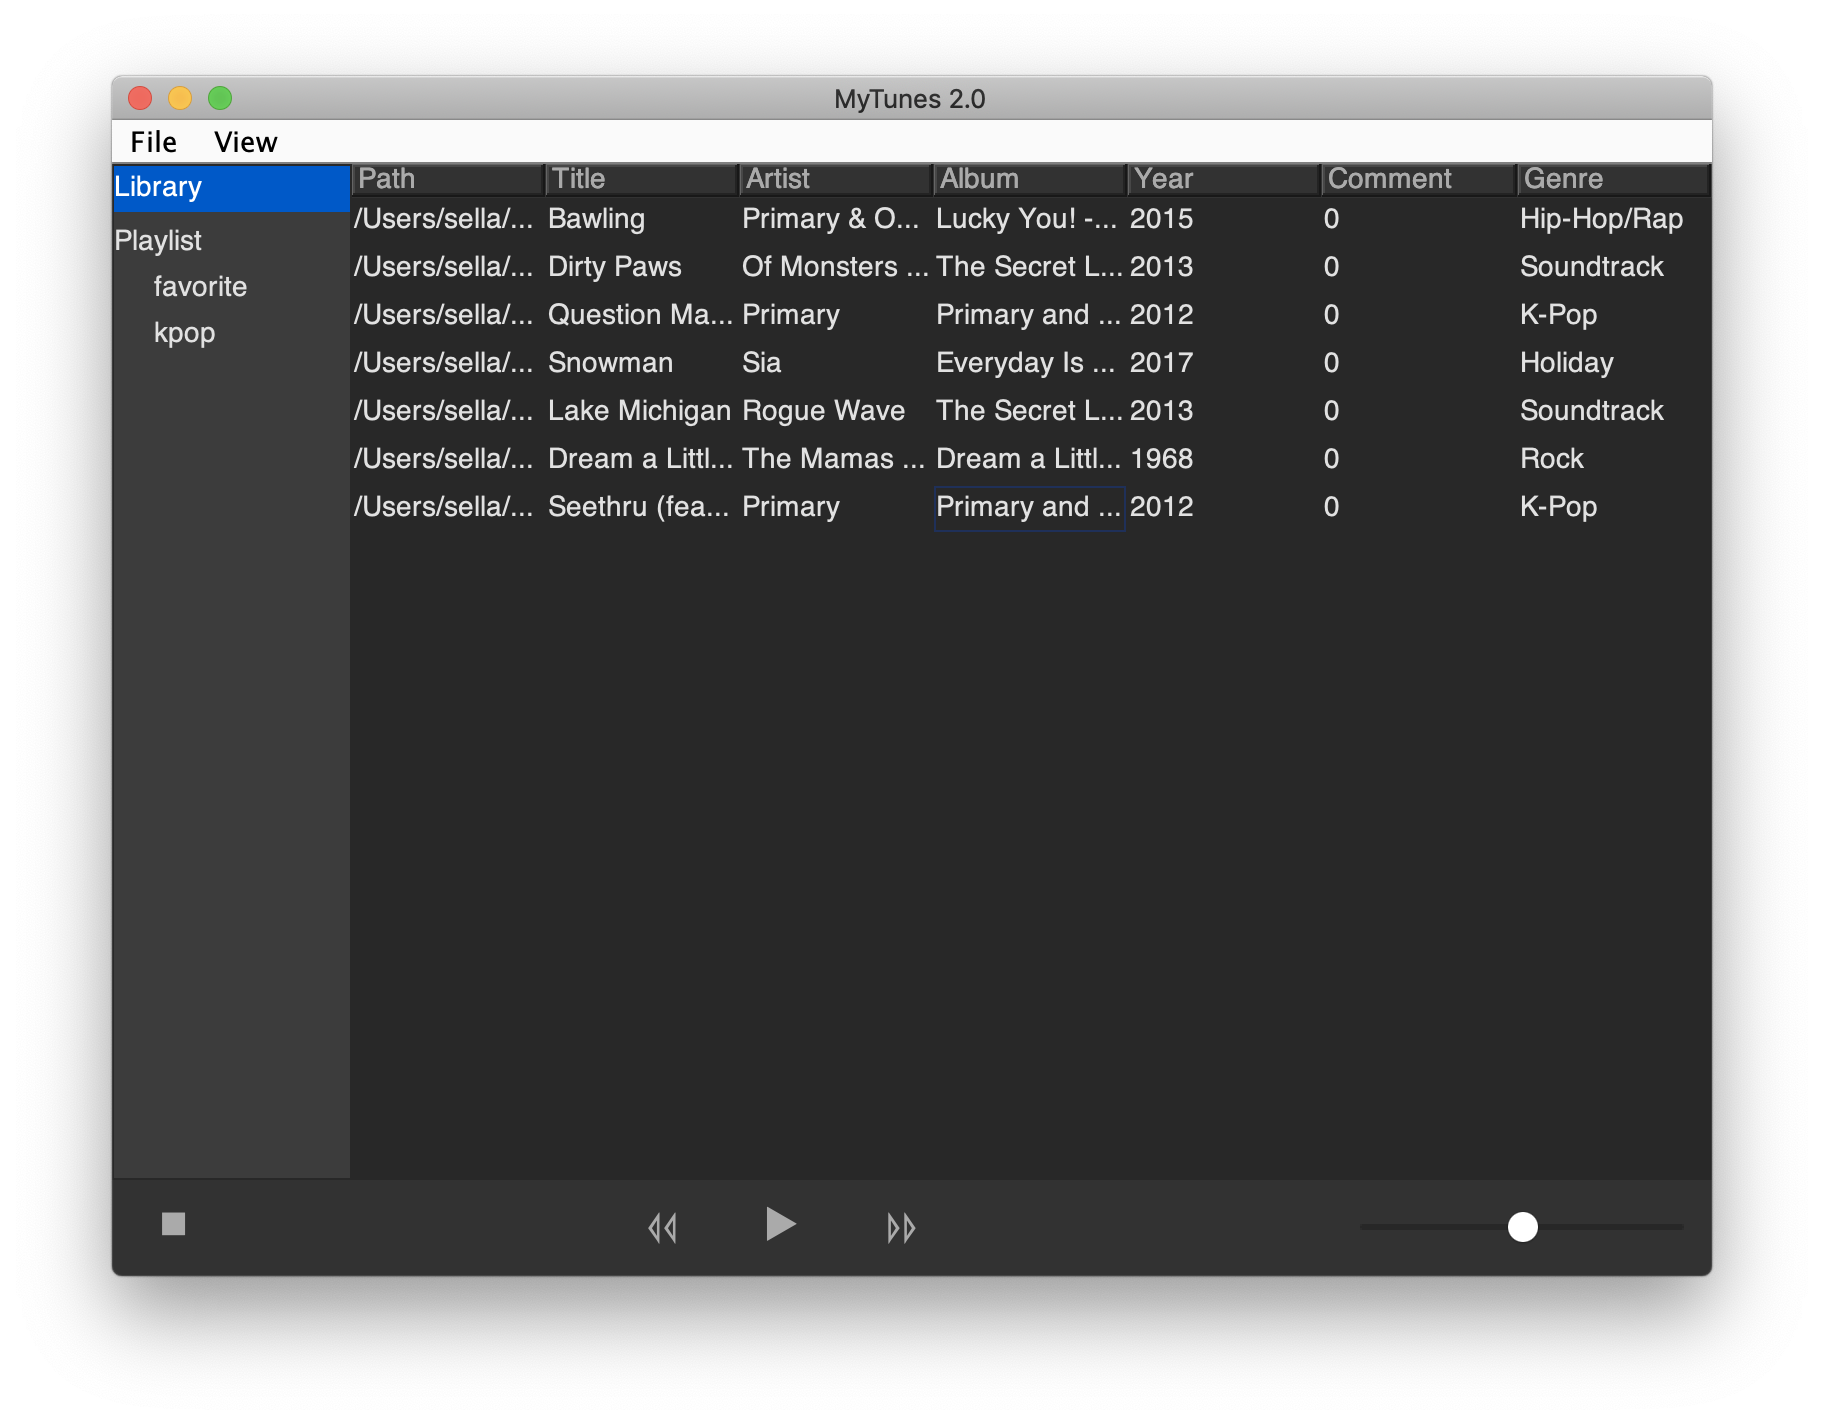 MyTunes 2.0
File View
Library
Playlist
favorite
kpop
Path Title Artist Album Year Comment Genre
/Users/sella/... Bawling Primary & O... Lucky You! -... 2015 0 Hip-Hop/Rap
/Users/sella/... Dirty Paws Of Monsters ... The Secret L... 2013 0 Soundtrack
/Users/sella/... Question Ma... Primary Primary and ... 2012 0 K-Pop
/Users/sella/... Snowman Sia Everyday Is ... 2017 0 Holiday
/Users/sella/... Lake Michigan Rogue Wave The Secret L... 2013 0 Soundtrack
/Users/sella/... Dream a Littl... The Mamas ... Dream a Littl... 1968 0 Rock
/Users/sella/... Seethru (fea... Primary Primary and ... 2012 0 K-Pop